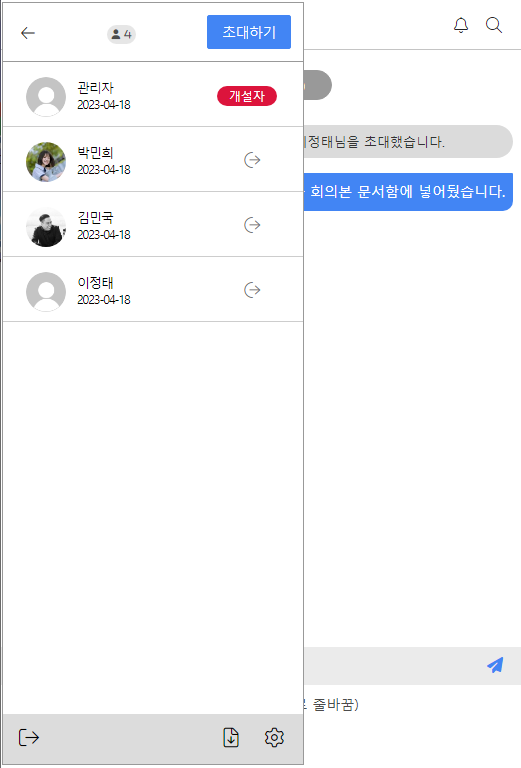 4
초대하기
관리자
2023-04-18
개설자
박민희
2023-04-18
김민국
2023-04-18
이정태
2023-04-18
이정태님을 초대했습니다.
회의본 문서함에 넣어뒀습니다.
줄바꿈)